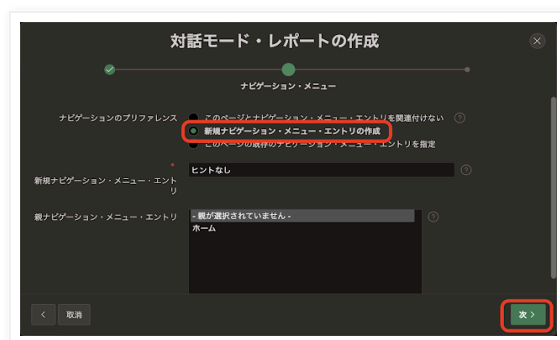 対話モード・レポートの作成
ナビゲーション・メニュー
ナビゲーションのプリファレンス
このページとナビゲーション・メニュー・エントリを関連付けない
新規ナビゲーション・メニュー・エントリの作成
このページの既存のナビゲーション・メニュー・エントリを指定
*
新規ナビゲーション・メニュー・エント
リ
ヒントなし
親ナビゲーション・メニュー・エントリ
- 親が選択されていません -
ホーム
取消
次